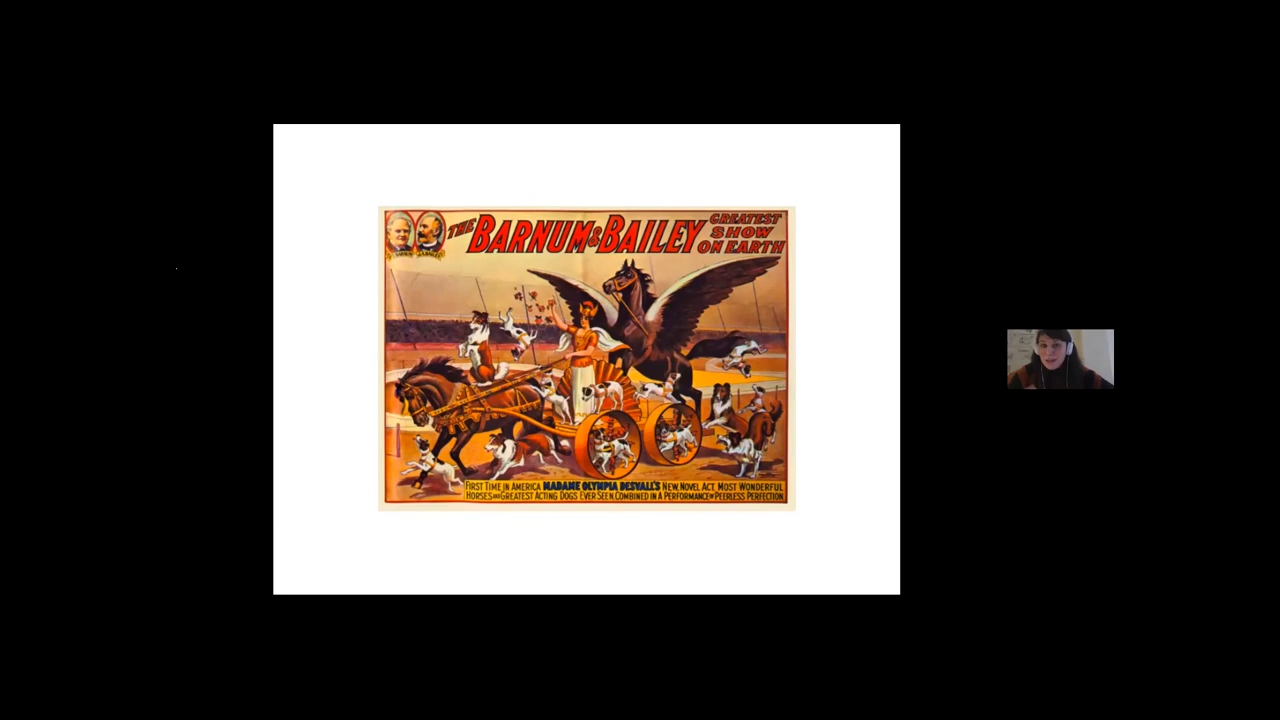 THE BARNUM & BAILEY
GREATEST
SHOW
ON EARTH
FIRST TIME IN AMERICA MADAME OLYMPIA DESVALL'S NEW, NOVEL ACT. MOST WONDERFUL
HORSES AND GREATEST ACTING DOGS EVER SEEN, COMBINED IN A PERFORMANCE OF PEERLESS PERFECTION.